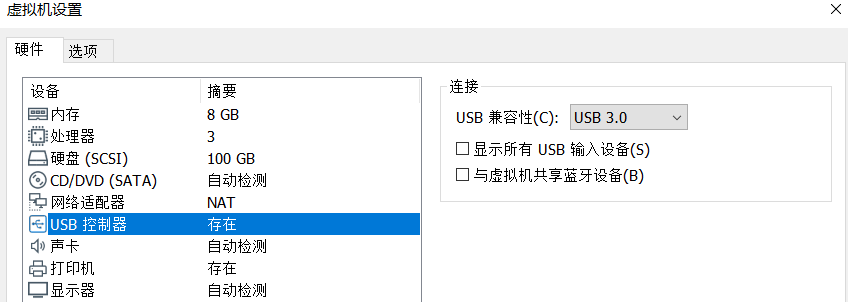 虚拟机设置
硬件 选项
设备 摘要
内存 8 GB
处理器 3
硬盘 (SCSI) 100 GB
CD/DVD (SATA) 自动检测
网络适配器 NAT
USB 控制器 存在
声卡 自动检测
打印机 存在
显示器 自动检测
连接
USB 兼容性(C): USB 3.0
显示所有 USB 输入设备(S)
与虚拟机共享蓝牙设备(B)